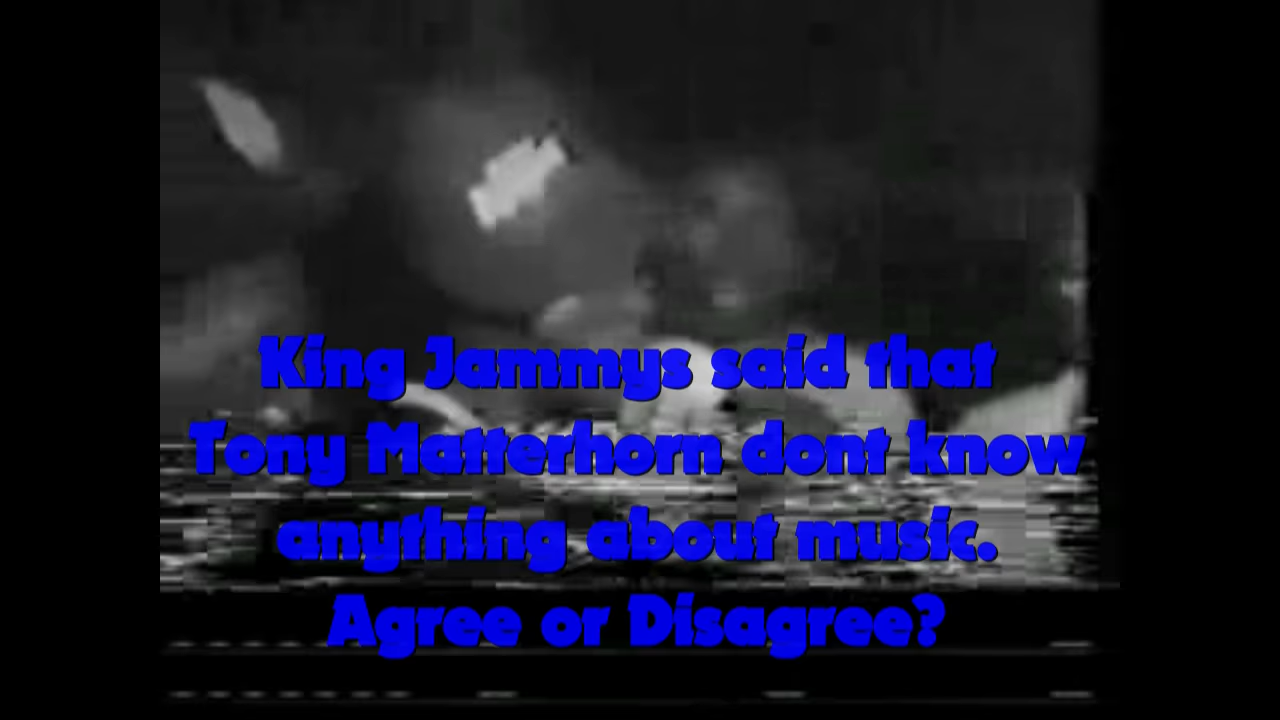 King Jammys said that
Tony Matterhorn dont know
anything about music.
Agree or Disagree?